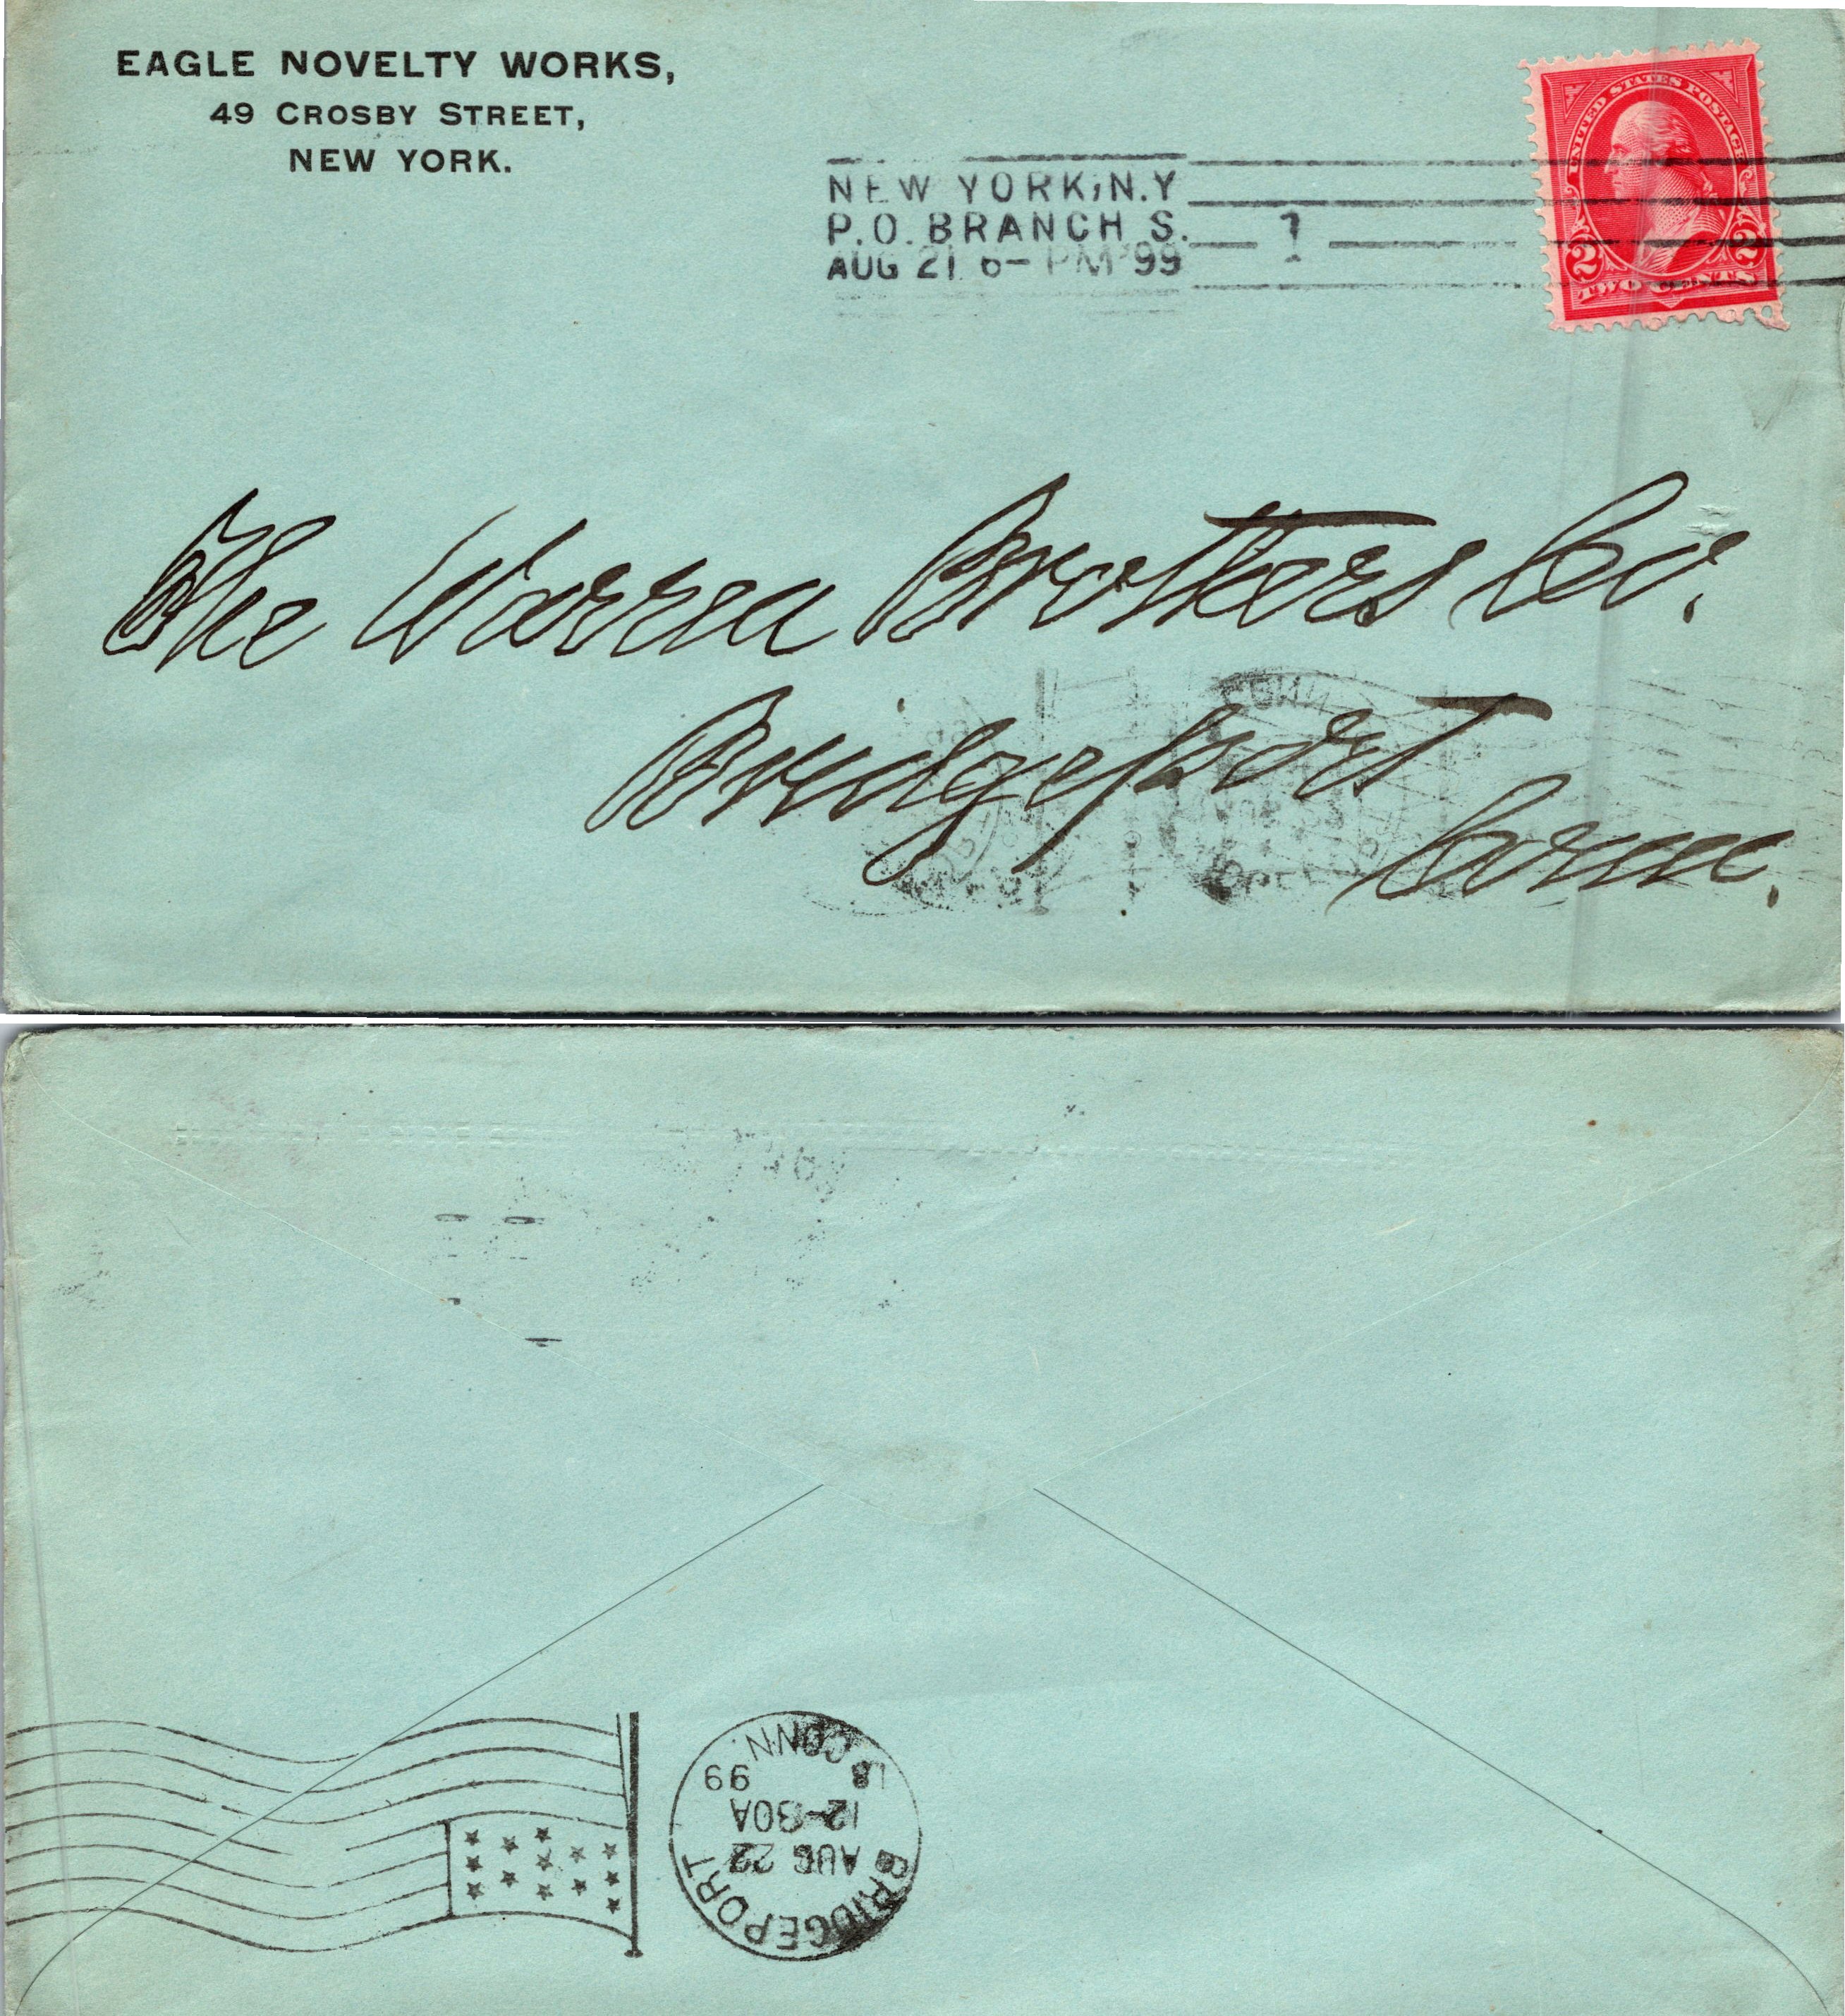 EAGLE NOVELTY WORKS,
49 CROSBY STREET,
NEW YORK.
UNITED STATES POSTAGE
2 2
TWO CENTS
NEW YORK, N.Y
P.O. BRANCH S.
AUG 21 6- PM '99
1
The Warren Brothers Co.
Bridgeport
Conn.
BRIDGEPORT
AUG 22
12-30A
99
CONN.